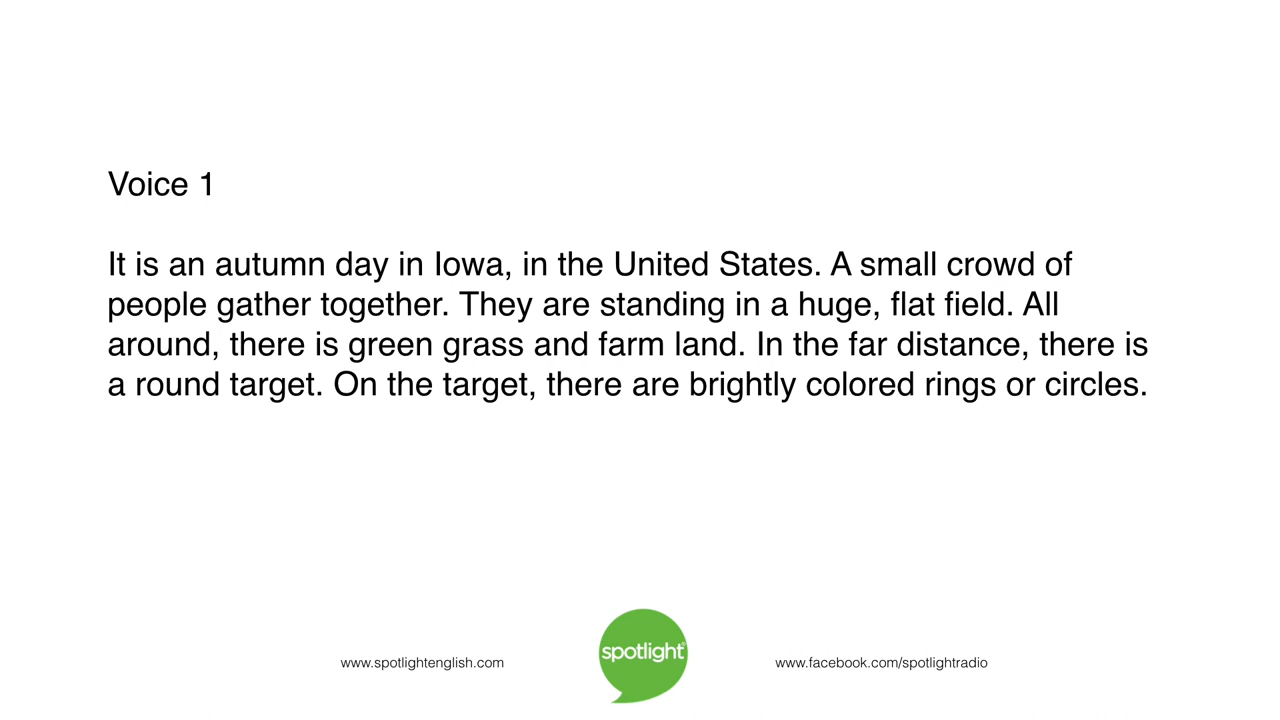 Voice 1
It is an autumn day in Iowa, in the United States. A small crowd of
people gather together. They are standing in a huge, flat field. All
around, there is green grass and farm land. In the far distance, there is
a round target. On the target, there are brightly colored rings or circles.
www.spotlightenglish.com
spotlight®
www.facebook.com/spotlightradio